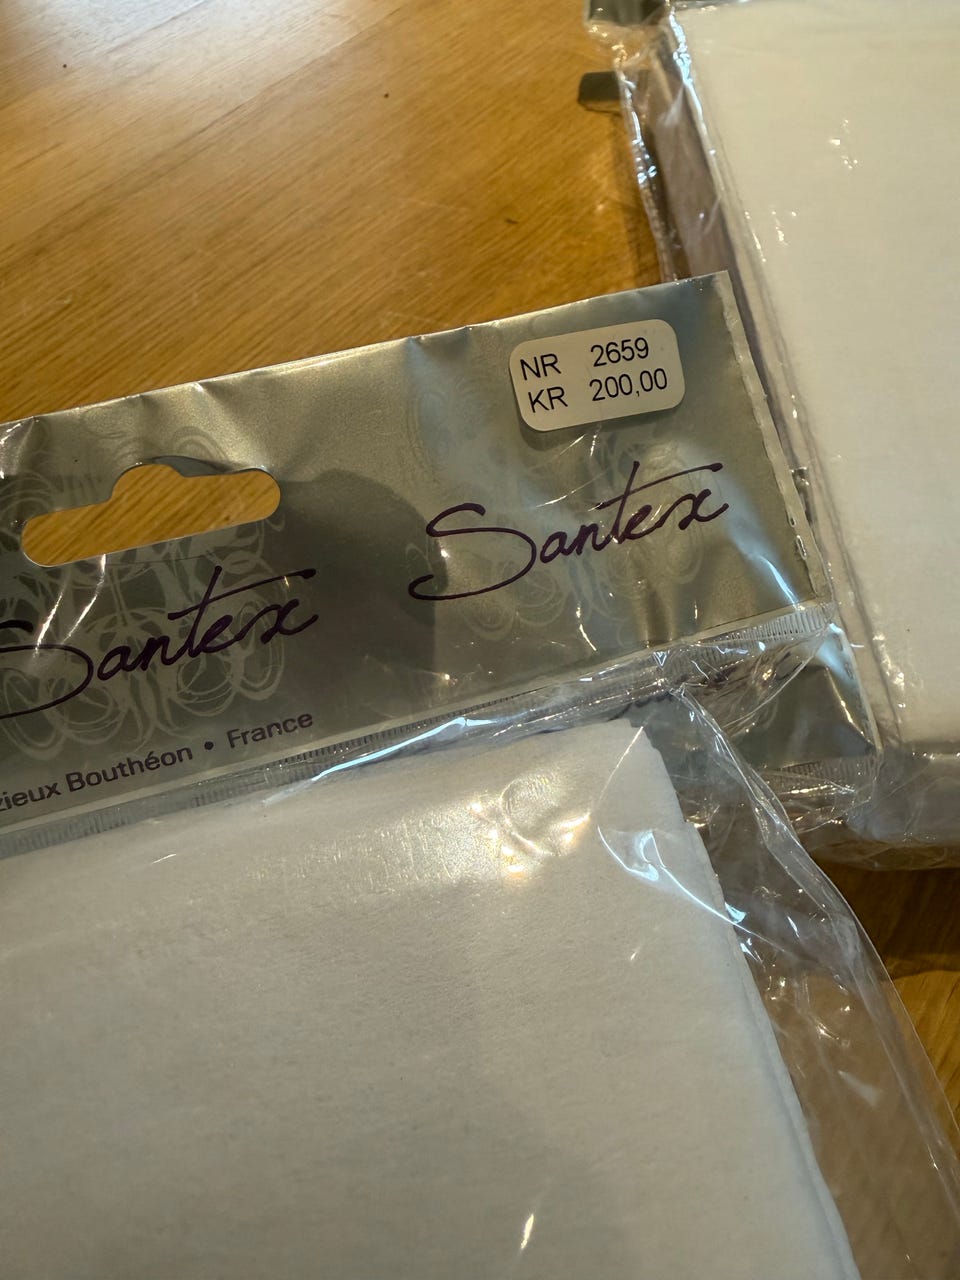 NR 2659
KR 200,00
Santex
Santex
Bouthéon • France